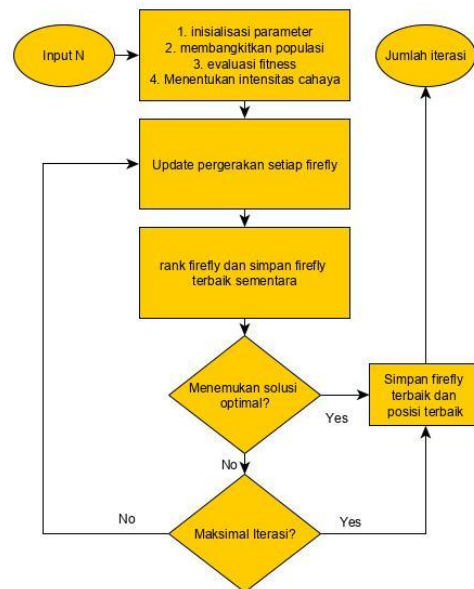 Input N
1. inisialisasi parameter
2. membangkitkan populasi
3. evaluasi fitness
4. Menentukan intensitas cahaya
Jumlah iterasi
Update pergerakan setiap firefly
rank firefly dan simpan firefly
terbaik sementara
Menemukan solusi
optimal?
Yes
Simpan firefly
terbaik dan
posisi terbaik
No
Maksimal Iterasi?
No
Yes